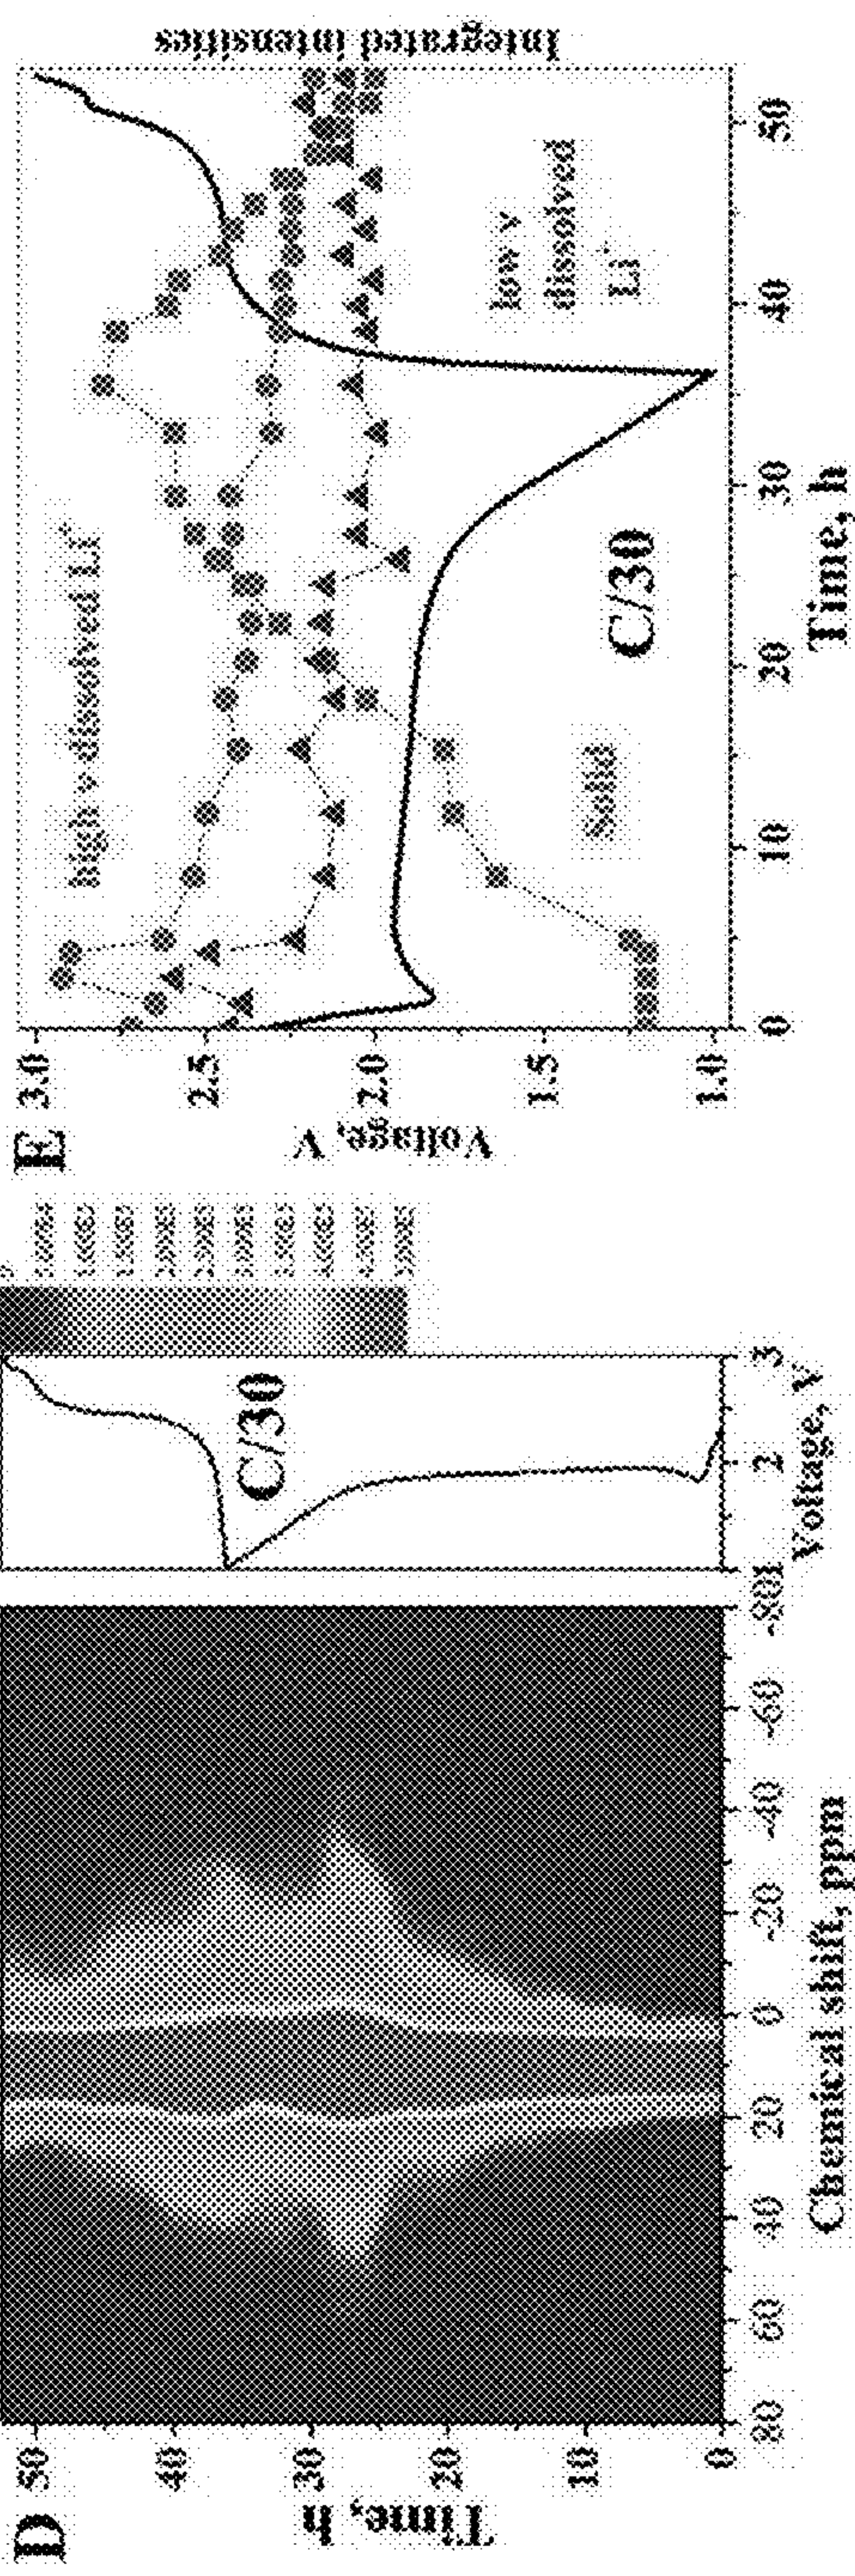 D
Time, h
50
40
30
20
10
0
80
60
40
20
0
-20
-40
-60
-80
Chemical shift, ppm
C/30
1
2
3
Voltage, V
E
Voltage, V
3.0
2.5
2.0
1.5
1.0
high ν dissolved Li+
Solid
C/30
low ν
dissolved
Li+
0
10
20
30
40
50
Time, h
Integrated intensities